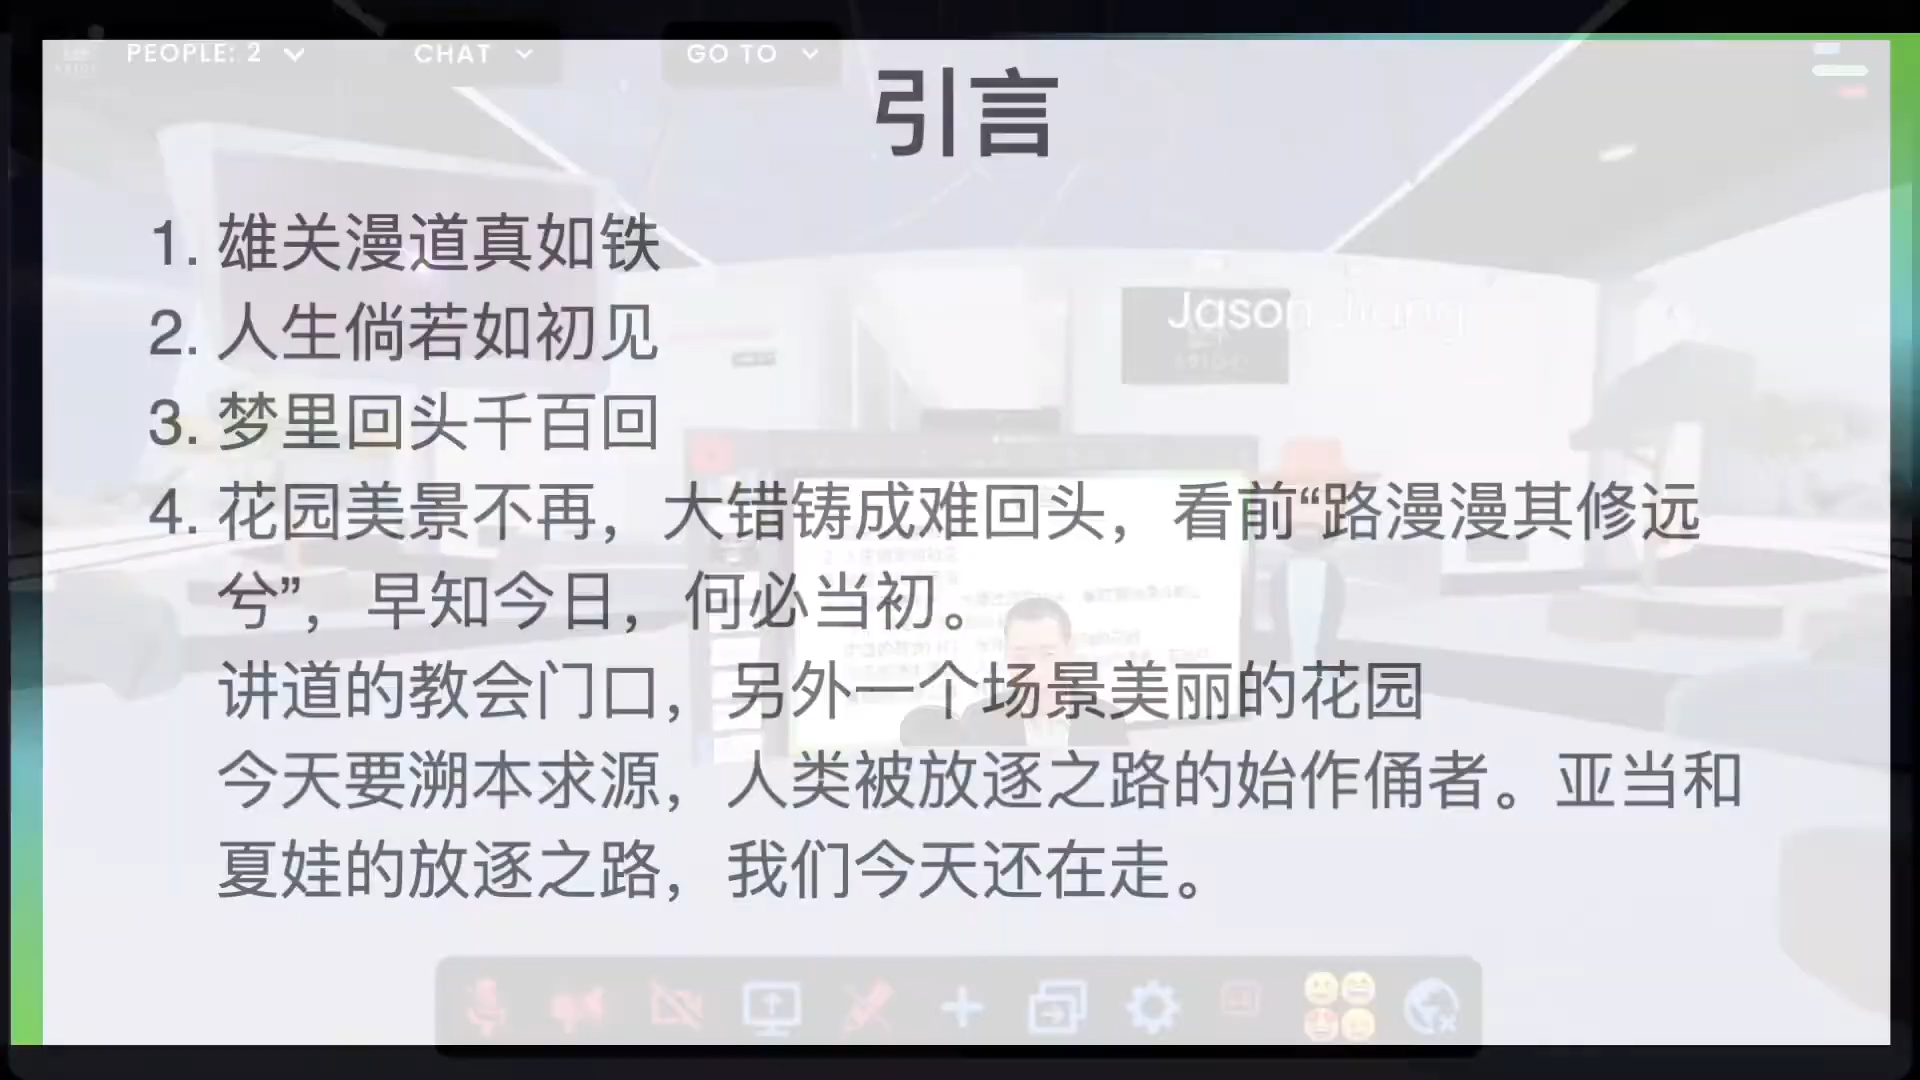 PEOPLE: 2
CHAT
GO TO
引言
1. 雄关漫道真如铁
2. 人生倘若如初见
3. 梦里回头千百回
4. 花园美景不再，大错铸成难回头，看前“路漫漫其修远
兮”，早知今日，何必当初。
讲道的教会门口，另外一个场景美丽的花园
今天要溯本求源，人类被放逐之路的始作俑者。亚当和
夏娃的放逐之路，我们今天还在走。
Jason Jiang